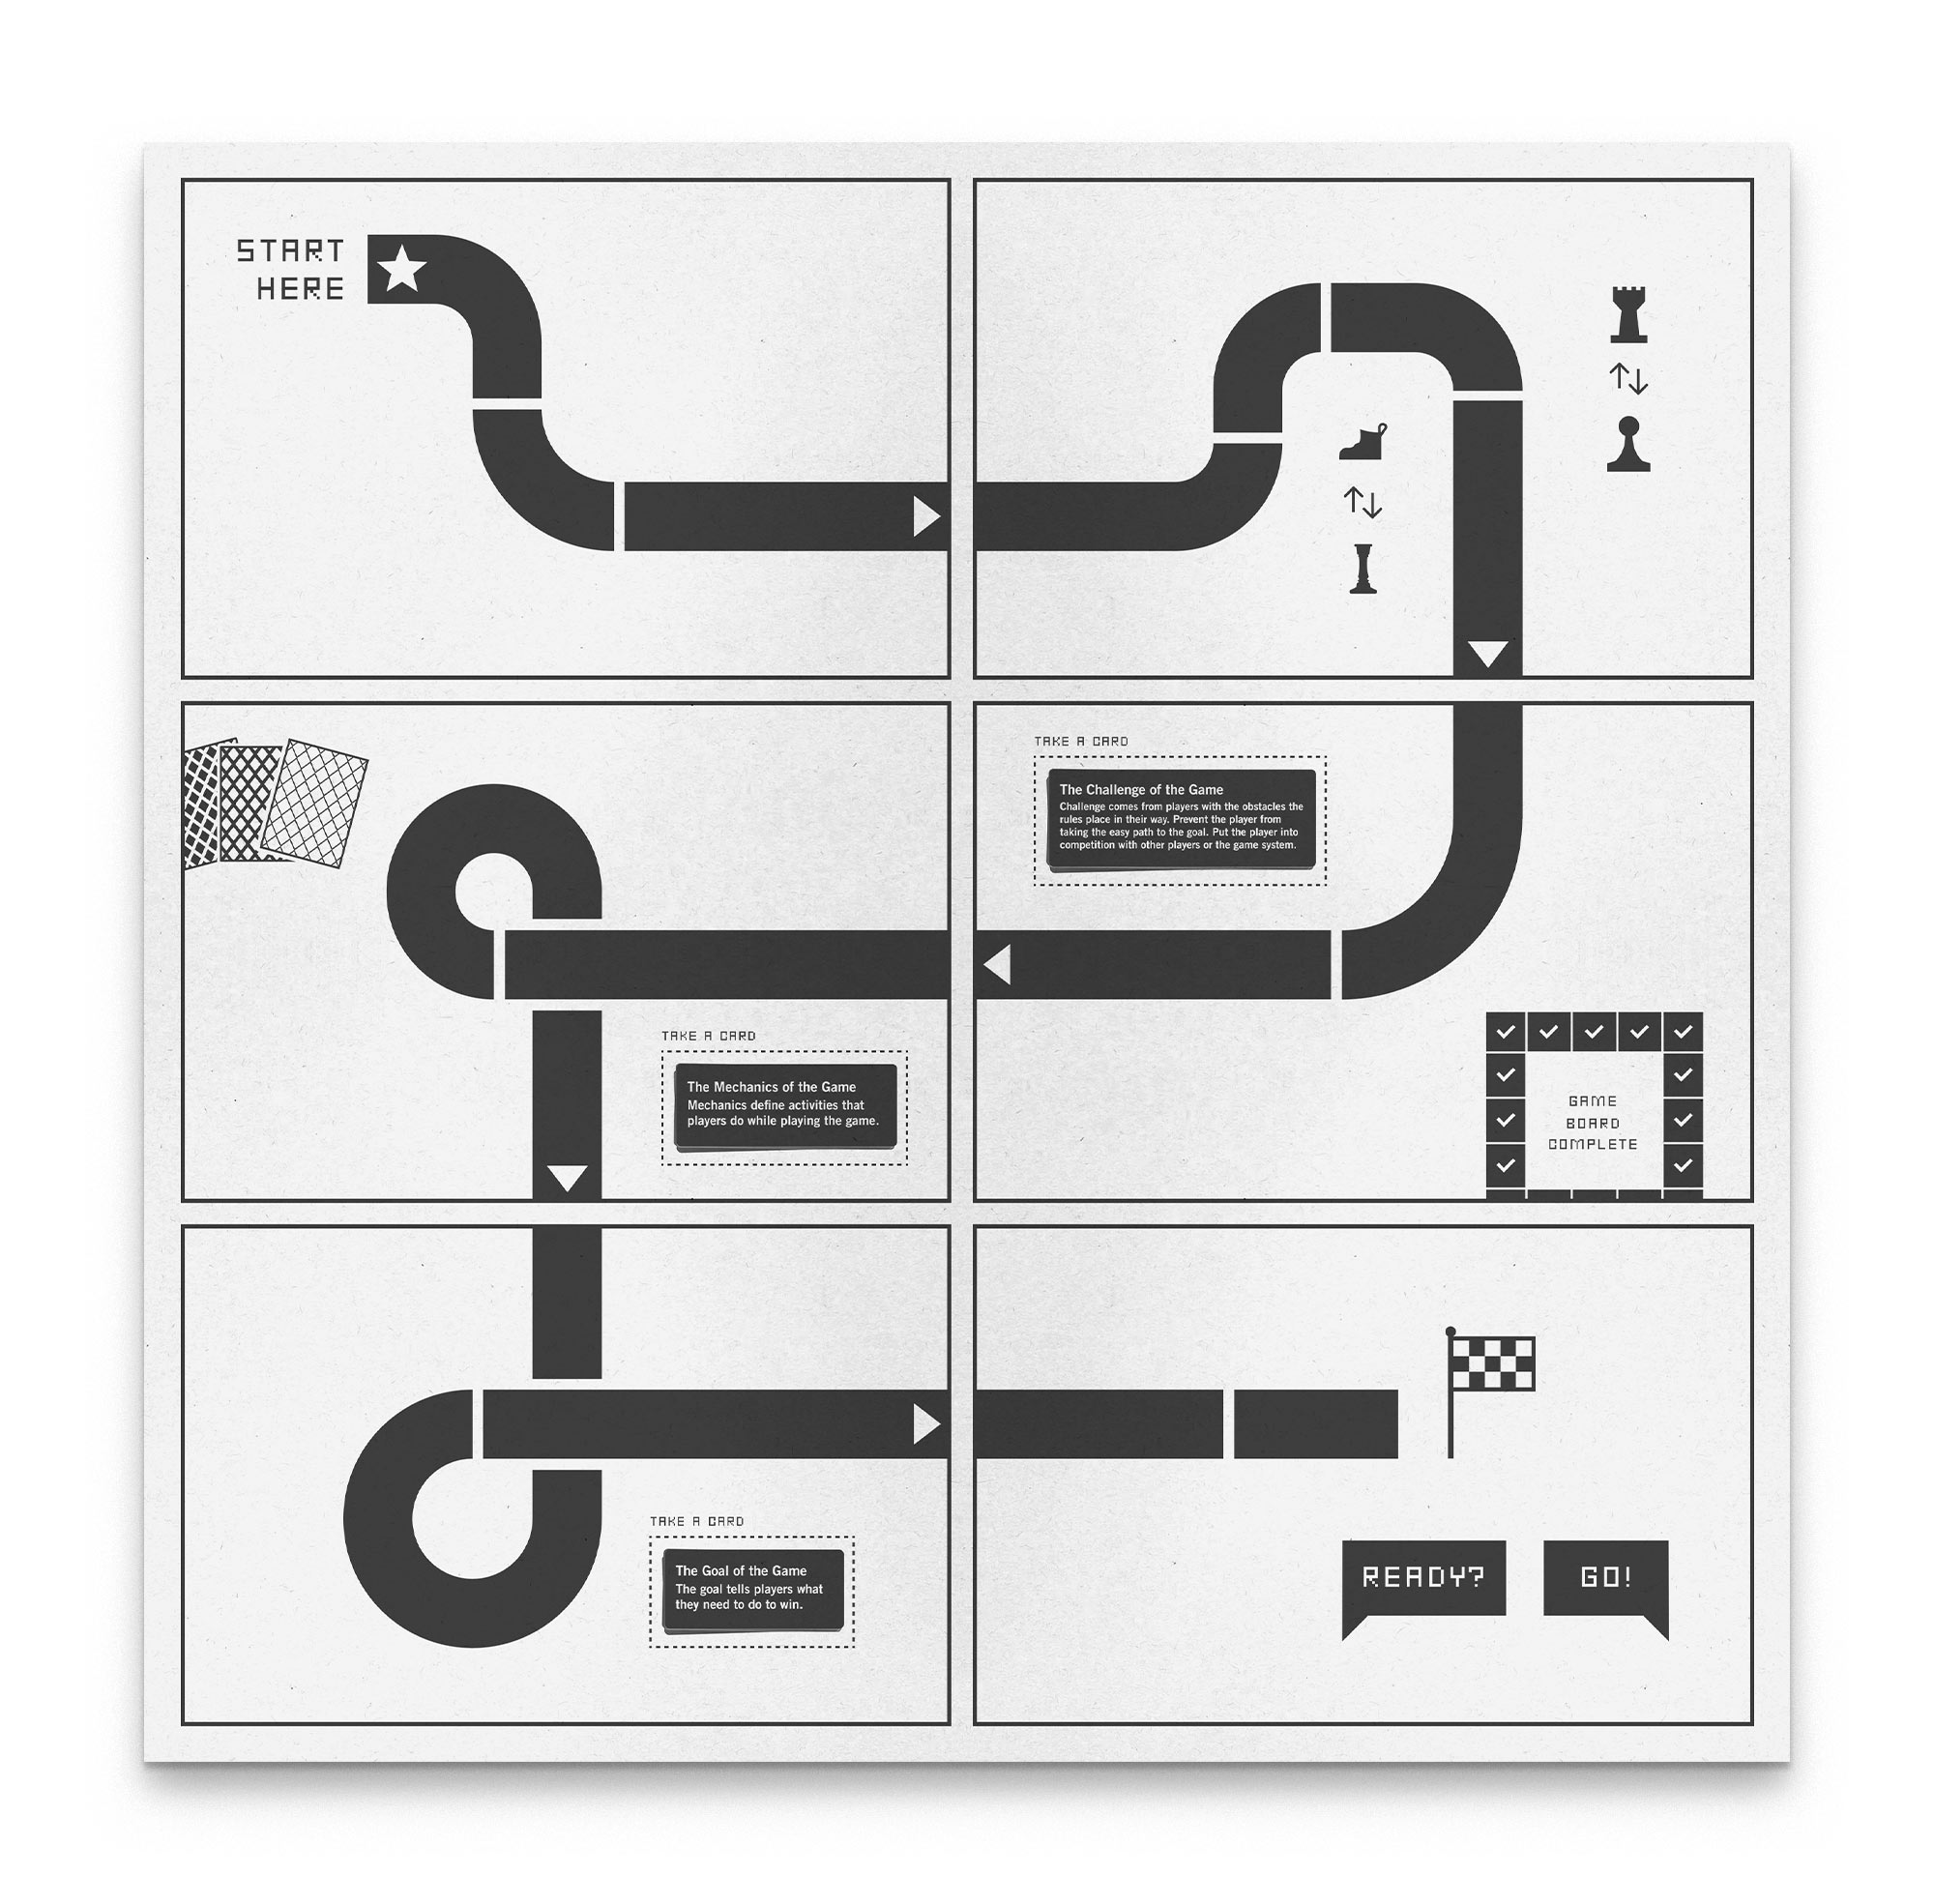 START
HERE
TAKE A CARD
The Challenge of the Game
Challenge comes from players with the obstacles the
rules place in their way. Prevent the player from
taking the easy path to the goal. Put the player into
competition with other players or the game system.
TAKE A CARD
The Mechanics of the Game
Mechanics define activities that
players do while playing the game.
GAME
BOARD
COMPLETE
TAKE A CARD
The Goal of the Game
The goal tells players what
they need to do to win.
READY?
GO!